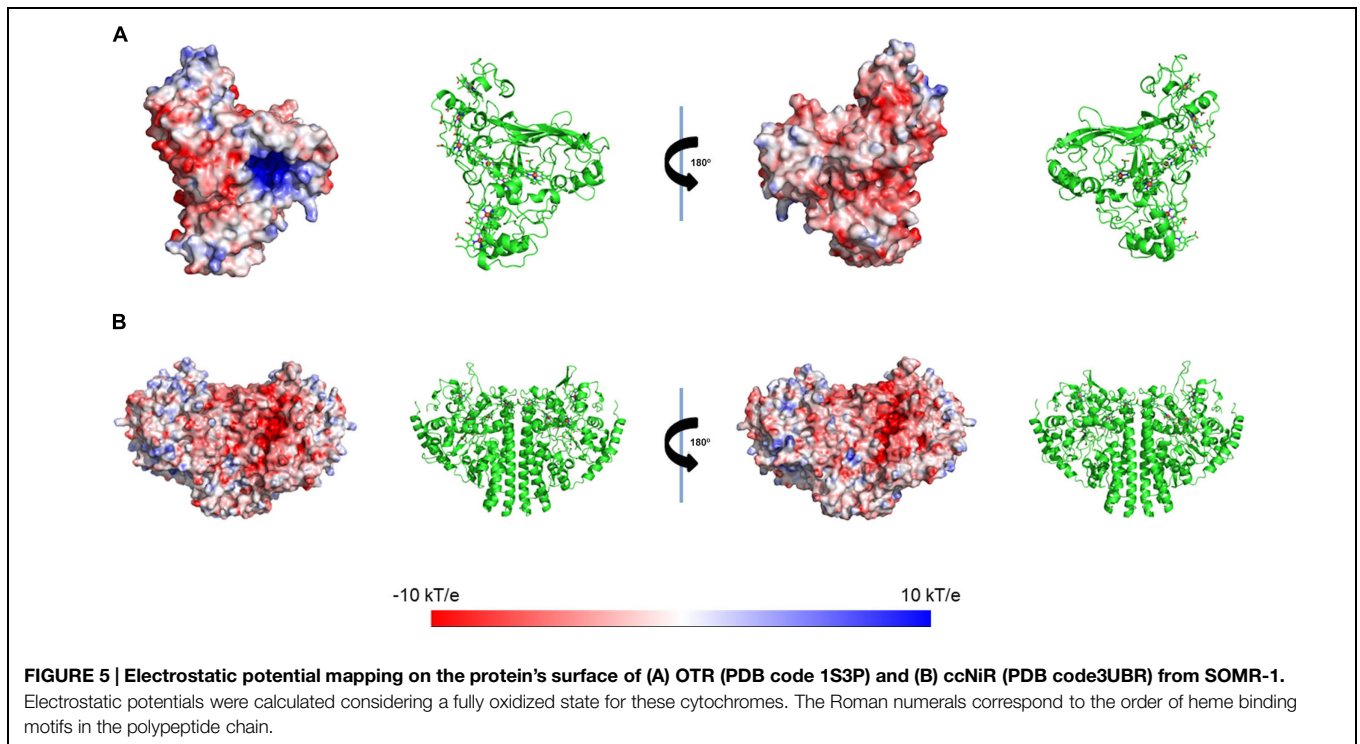 A
180º
B
180º
-10 kT/e
10 kT/e
FIGURE 5 | Electrostatic potential mapping on the protein's surface of (A) OTR (PDB code 1S3P) and (B) ccNiR (PDB code3UBR) from SOMR-1.
Electrostatic potentials were calculated considering a fully oxidized state for these cytochromes. The Roman numerals correspond to the order of heme binding
motifs in the polypeptide chain.